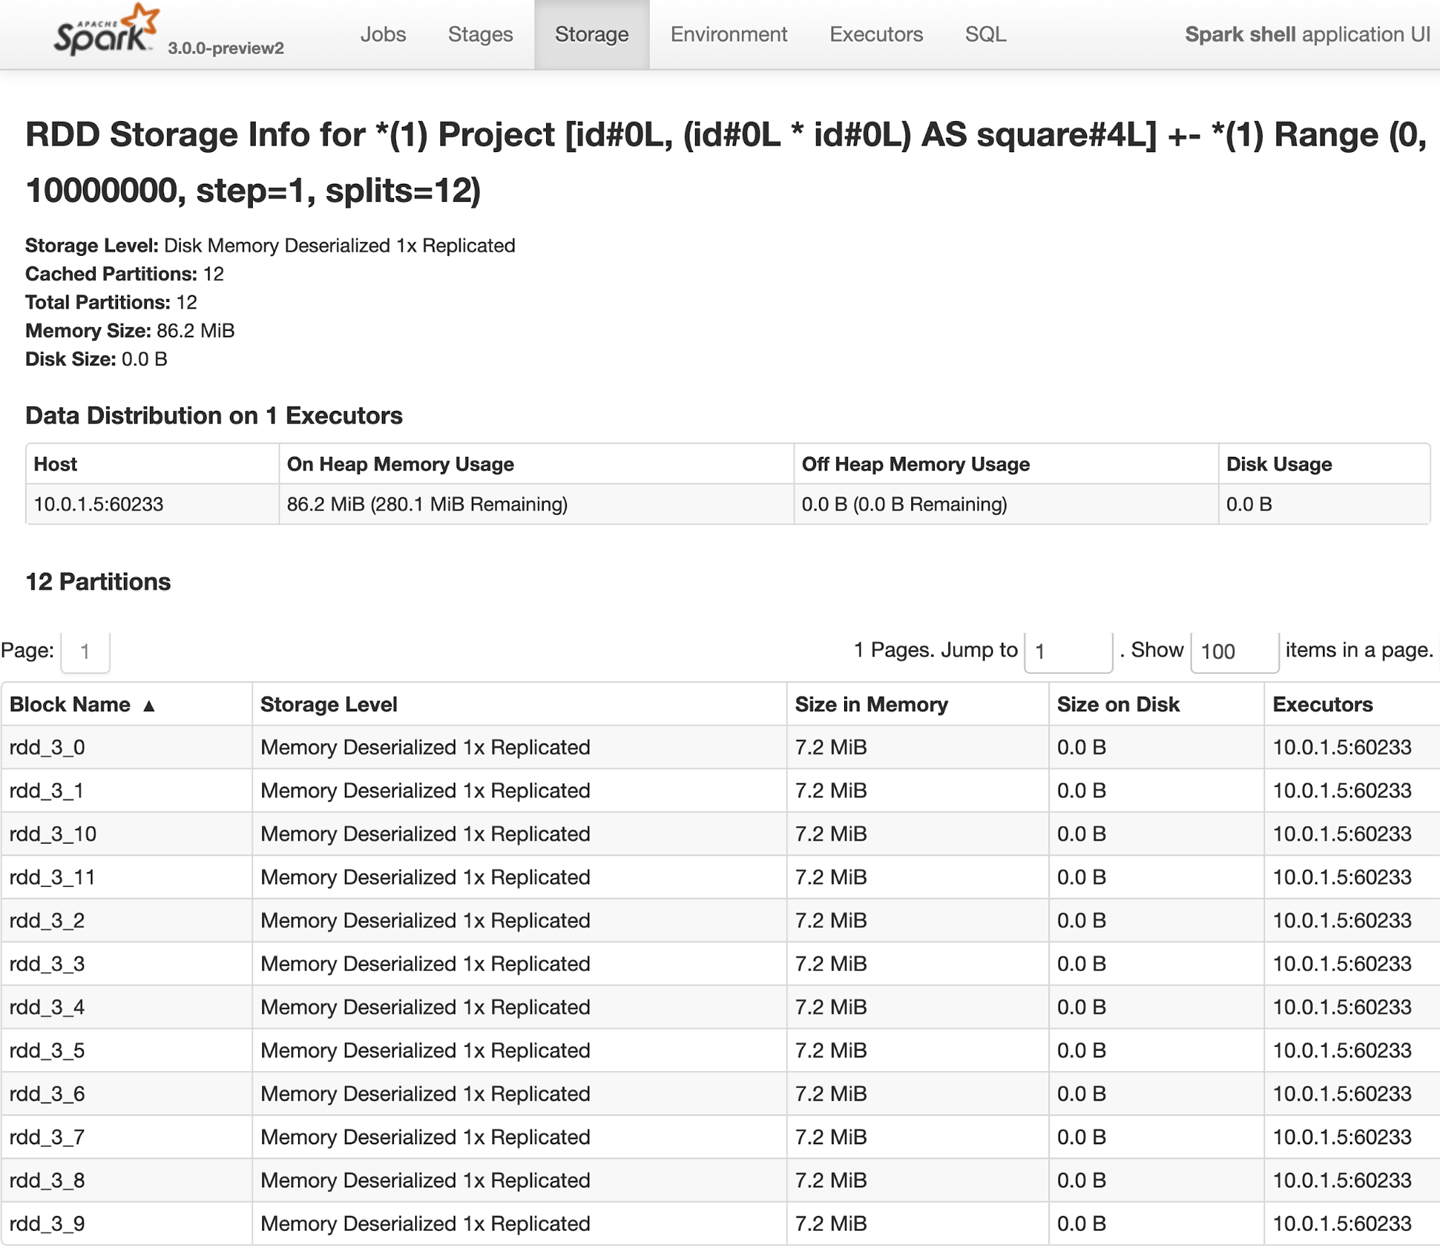 APACHE
Spark 3.0.0-preview2 Jobs Stages Storage Environment Executors SQL Spark shell application UI
RDD Storage Info for *(1) Project [id#0L, (id#0L * id#0L) AS square#4L] +- *(1) Range (0,
10000000, step=1, splits=12)
Storage Level: Disk Memory Deserialized 1x Replicated
Cached Partitions: 12
Total Partitions: 12
Memory Size: 86.2 MiB
Disk Size: 0.0 B
Data Distribution on 1 Executors
Host On Heap Memory Usage Off Heap Memory Usage Disk Usage
10.0.1.5:60233 86.2 MiB (280.1 MiB Remaining) 0.0 B (0.0 B Remaining) 0.0 B
12 Partitions
Page: 1 1 Pages. Jump to 1 . Show 100 items in a page.
Block Name ▲ Storage Level Size in Memory Size on Disk Executors
rdd_3_0 Memory Deserialized 1x Replicated 7.2 MiB 0.0 B 10.0.1.5:60233
rdd_3_1 Memory Deserialized 1x Replicated 7.2 MiB 0.0 B 10.0.1.5:60233
rdd_3_10 Memory Deserialized 1x Replicated 7.2 MiB 0.0 B 10.0.1.5:60233
rdd_3_11 Memory Deserialized 1x Replicated 7.2 MiB 0.0 B 10.0.1.5:60233
rdd_3_2 Memory Deserialized 1x Replicated 7.2 MiB 0.0 B 10.0.1.5:60233
rdd_3_3 Memory Deserialized 1x Replicated 7.2 MiB 0.0 B 10.0.1.5:60233
rdd_3_4 Memory Deserialized 1x Replicated 7.2 MiB 0.0 B 10.0.1.5:60233
rdd_3_5 Memory Deserialized 1x Replicated 7.2 MiB 0.0 B 10.0.1.5:60233
rdd_3_6 Memory Deserialized 1x Replicated 7.2 MiB 0.0 B 10.0.1.5:60233
rdd_3_7 Memory Deserialized 1x Replicated 7.2 MiB 0.0 B 10.0.1.5:60233
rdd_3_8 Memory Deserialized 1x Replicated 7.2 MiB 0.0 B 10.0.1.5:60233
rdd_3_9 Memory Deserialized 1x Replicated 7.2 MiB 0.0 B 10.0.1.5:60233